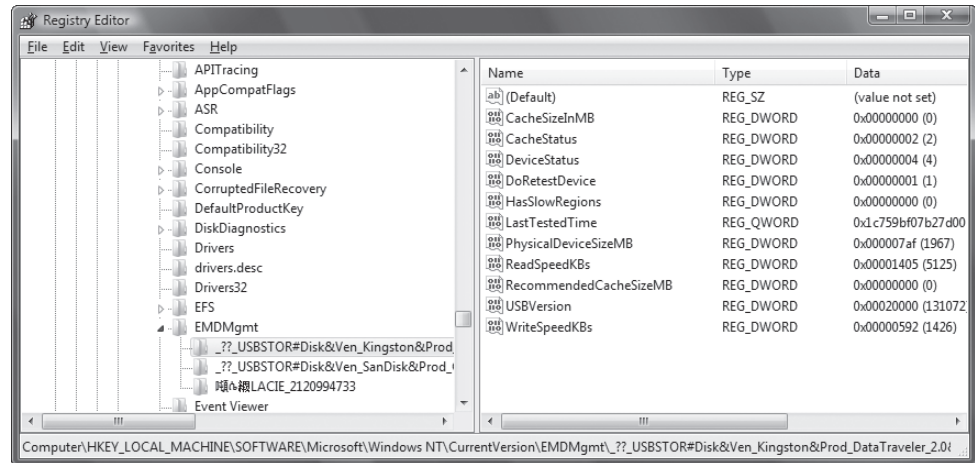 Registry Editor
File Edit View Favorites Help
APITracing
AppCompatFlags
ASR
Compatibility
Compatibility32
Console
CorruptedFileRecovery
DefaultProductKey
DiskDiagnostics
Drivers
drivers.desc
Drivers32
EFS
EMDMgmt
_??_USBSTOR#Disk&Ven_Kingston&Prod_
_??_USBSTOR#Disk&Ven_SanDisk&Prod_
LACIE_2120994733
Event Viewer
Name Type Data
(Default) REG_SZ (value not set)
CacheSizeInMB REG_DWORD 0x00000000 (0)
CacheStatus REG_DWORD 0x00000002 (2)
DeviceStatus REG_DWORD 0x00000004 (4)
DoRetestDevice REG_DWORD 0x00000001 (1)
HasSlowRegions REG_DWORD 0x00000000 (0)
LastTestedTime REG_QWORD 0x1c759bf07b27d00
PhysicalDeviceSizeMB REG_DWORD 0x000007af (1967)
ReadSpeedKBs REG_DWORD 0x00001405 (5125)
RecommendedCacheSizeMB REG_DWORD 0x00000000 (0)
USBVersion REG_DWORD 0x00020000 (131072
WriteSpeedKBs REG_DWORD 0x00000592 (1426)
Computer\HKEY_LOCAL_MACHINE\SOFTWARE\Microsoft\Windows NT\CurrentVersion\EMDMgmt\_??_USBSTOR#Disk&Ven_Kingston&Prod_DataTraveler_2.0&